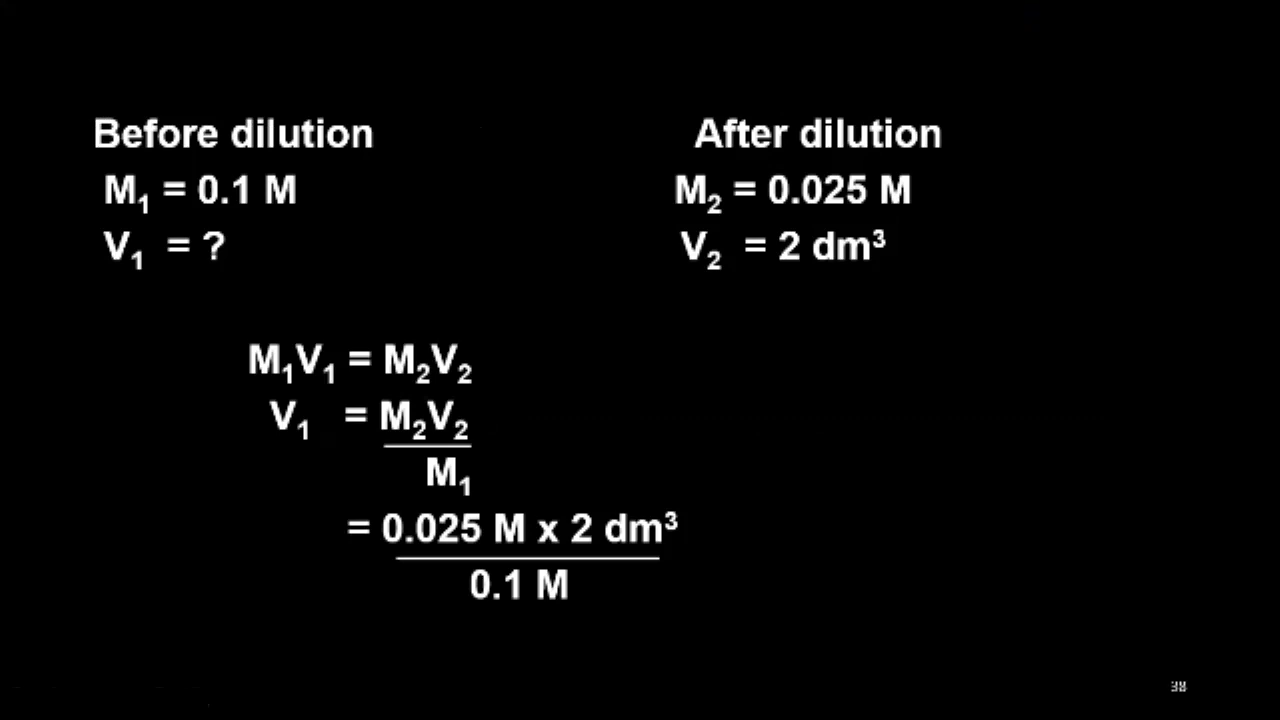 Before dilution After dilution
M₁ = 0.1 M M₂ = 0.025 M
V₁ = ? V₂ = 2 dm³
M₁V₁ = M₂V₂
V₁ = M₂V₂
M₁
= 0.025 M x 2 dm³
0.1 M
38